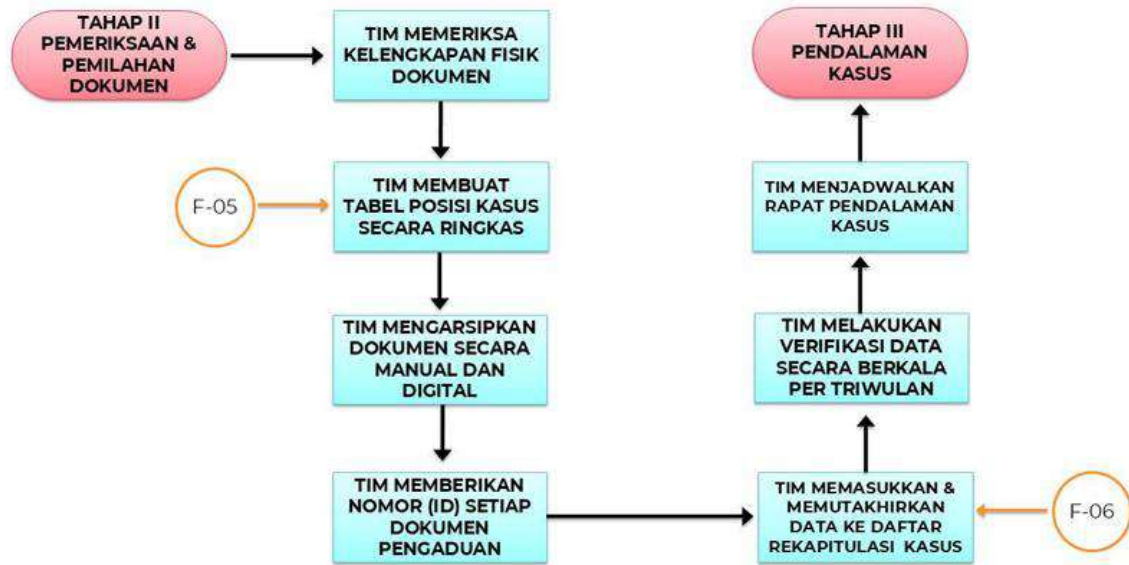 TAHAP II
PEMERIKSAAN &
PEMILAHAN
DOKUMEN
TIM MEMERIKSA
KELENGKAPAN FISIK
DOKUMEN
F-05
TIM MEMBUAT
TABEL POSISI KASUS
SECARA RINGKAS
TIM MENGARSIPKAN
DOKUMEN SECARA
MANUAL DAN
DIGITAL
TIM MEMBERIKAN
NOMOR (ID) SETIAP
DOKUMEN
PENGADUAN
TIM MEMASUKKAN &
MEMUTAKHIRKAN
DATA KE DAFTAR
REKAPITULASI KASUS
F-06
TIM MELAKUKAN
VERIFIKASI DATA
SECARA BERKALA
PER TRIWULAN
TIM MENJADWALKAN
RAPAT PENDALAMAN
KASUS
TAHAP III
PENDALAMAN
KASUS